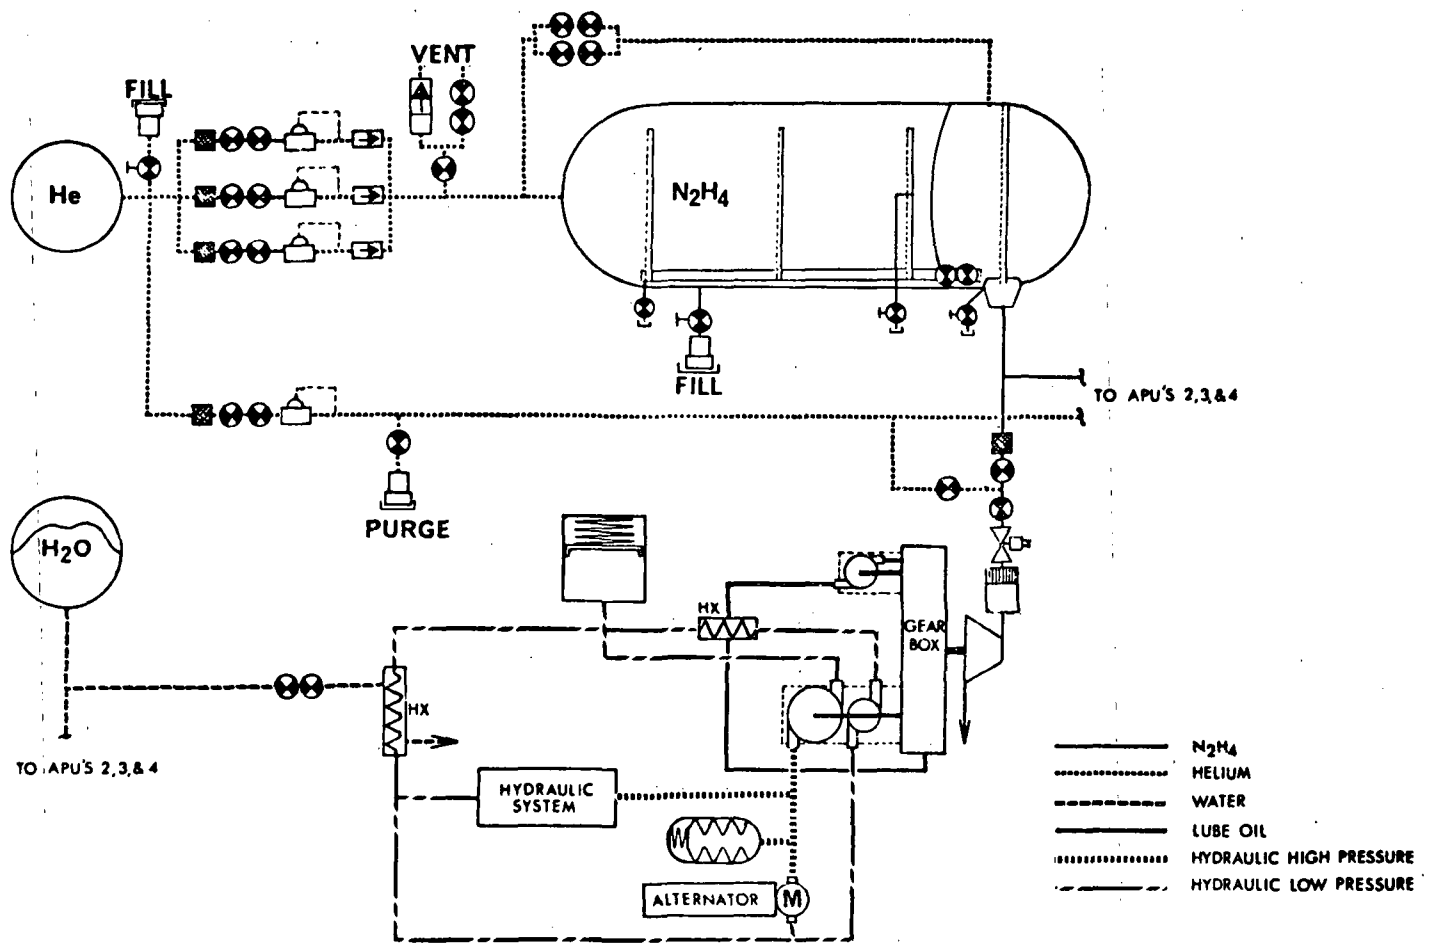 VENT
FILL
He
N2H4
FILL
TO APU'S 2,3,&4
PURGE
H2O
HX
GEAR
BOX
HX
TO APU'S 2,3,& 4
HYDRAULIC
SYSTEM
ALTERNATOR
M
N2H4
HELIUM
WATER
LUBE OIL
HYDRAULIC HIGH PRESSURE
HYDRAULIC LOW PRESSURE